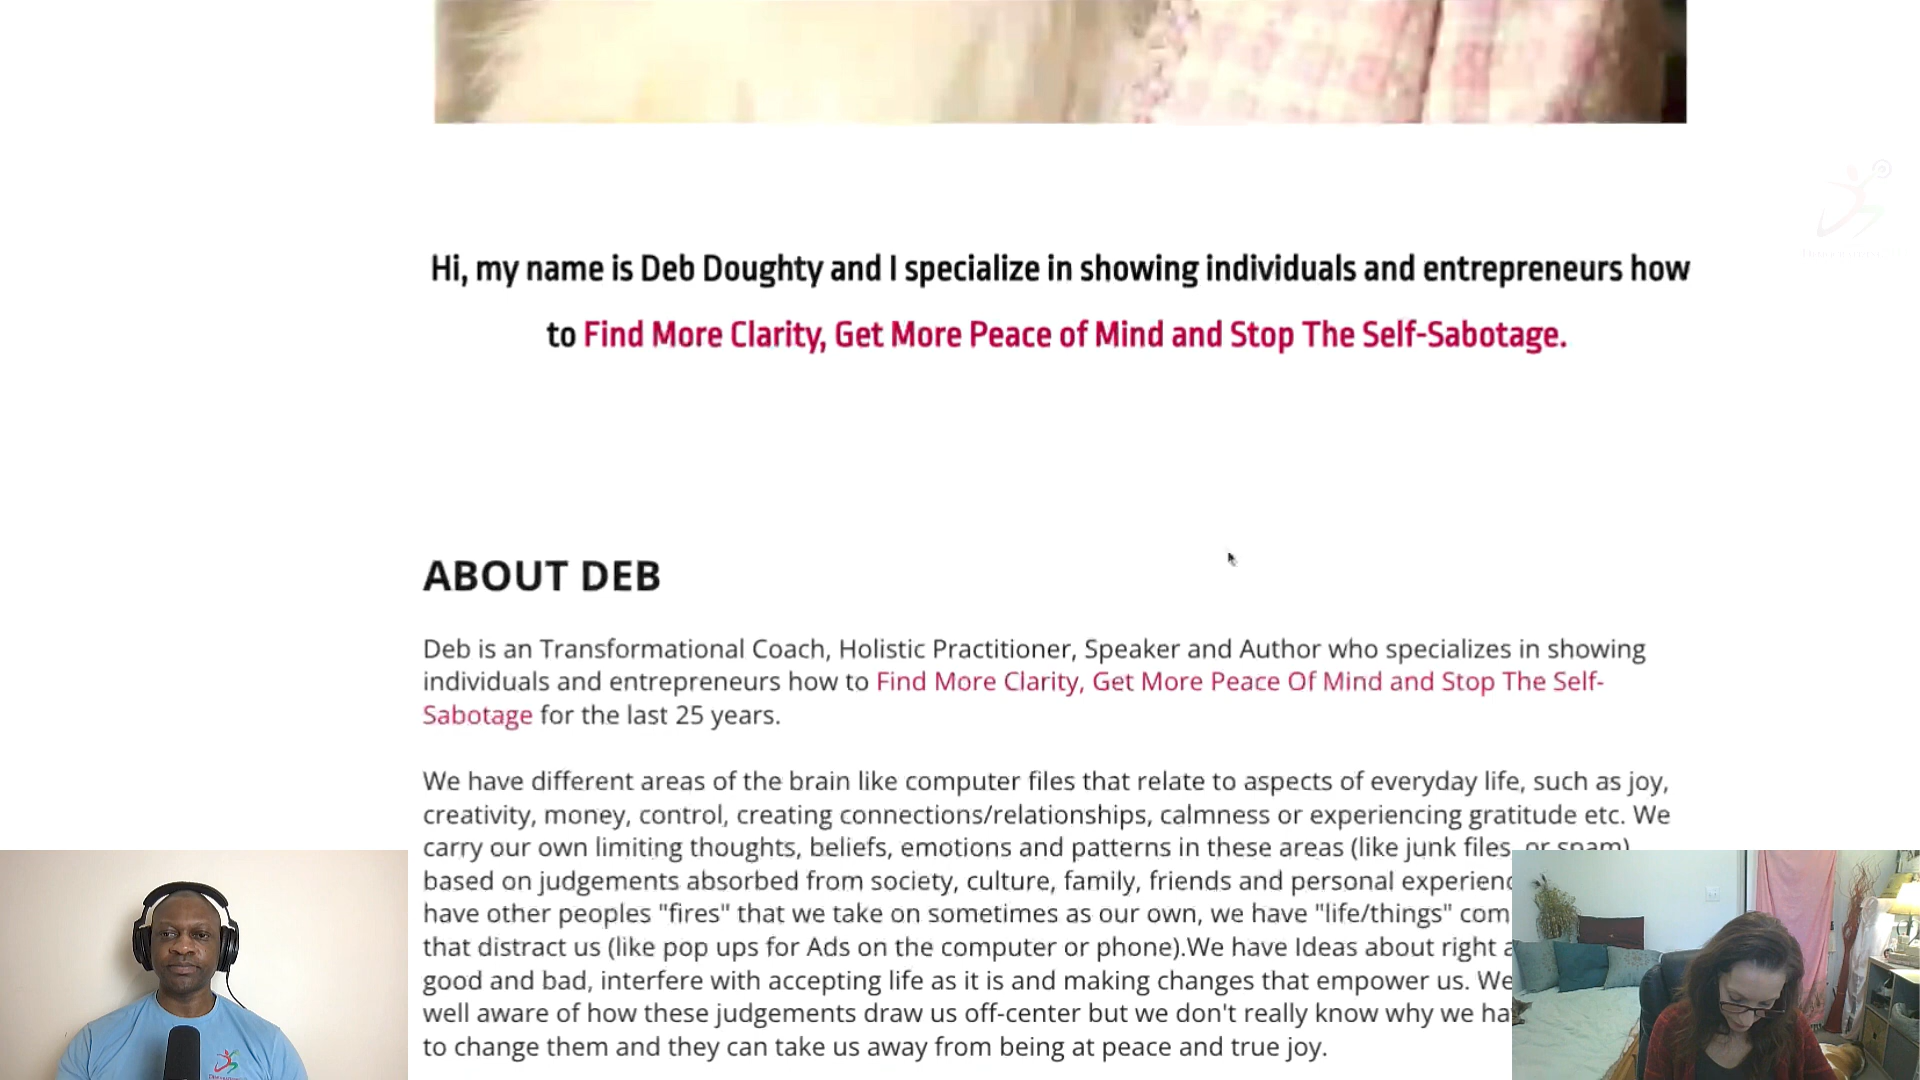 Hi, my name is Deb Doughty and I specialize in showing individuals and entrepreneurs how
to Find More Clarity, Get More Peace of Mind and Stop The Self-Sabotage.
ABOUT DEB
Deb is an Transformational Coach, Holistic Practitioner, Speaker and Author who specializes in showing
individuals and entrepreneurs how to Find More Clarity, Get More Peace Of Mind and Stop The Self-
Sabotage for the last 25 years.
We have different areas of the brain like computer files that relate to aspects of everyday life, such as joy,
creativity, money, control, creating connections/relationships, calmness or experiencing gratitude etc. We
carry our own limiting thoughts, beliefs, emotions and patterns in these areas (like junk files, or spam)
based on judgements absorbed from society, culture, family, friends and personal experienc
have other peoples "fires" that we take on sometimes as our own, we have "life/things" com
that distract us (like pop ups for Ads on the computer or phone).We have Ideas about right a
good and bad, interfere with accepting life as it is and making changes that empower us. We
well aware of how these judgements draw us off-center but we don't really know why we ha
to change them and they can take us away from being at peace and true joy.